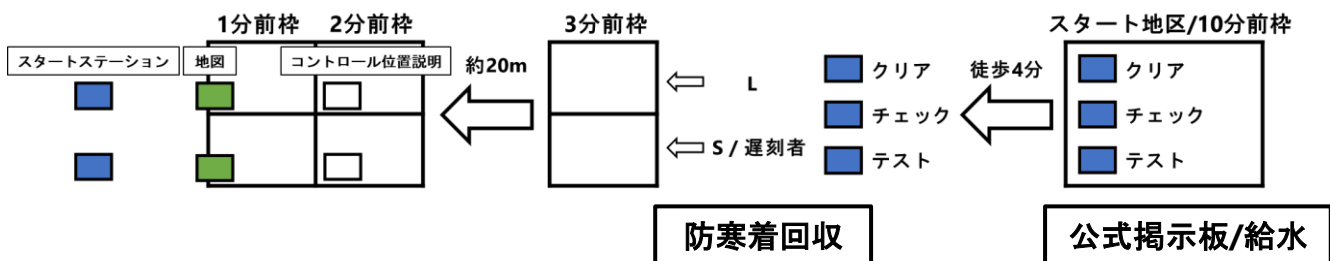 1分前枠 2分前枠 3分前枠 スタート地区/10分前枠
スタートステーション 地図 コントロール位置説明 約20m クリア 徒歩4分 クリア
L
チェック チェック
S / 遅刻者
テスト テスト
防寒着回収 公式掲示板/給水